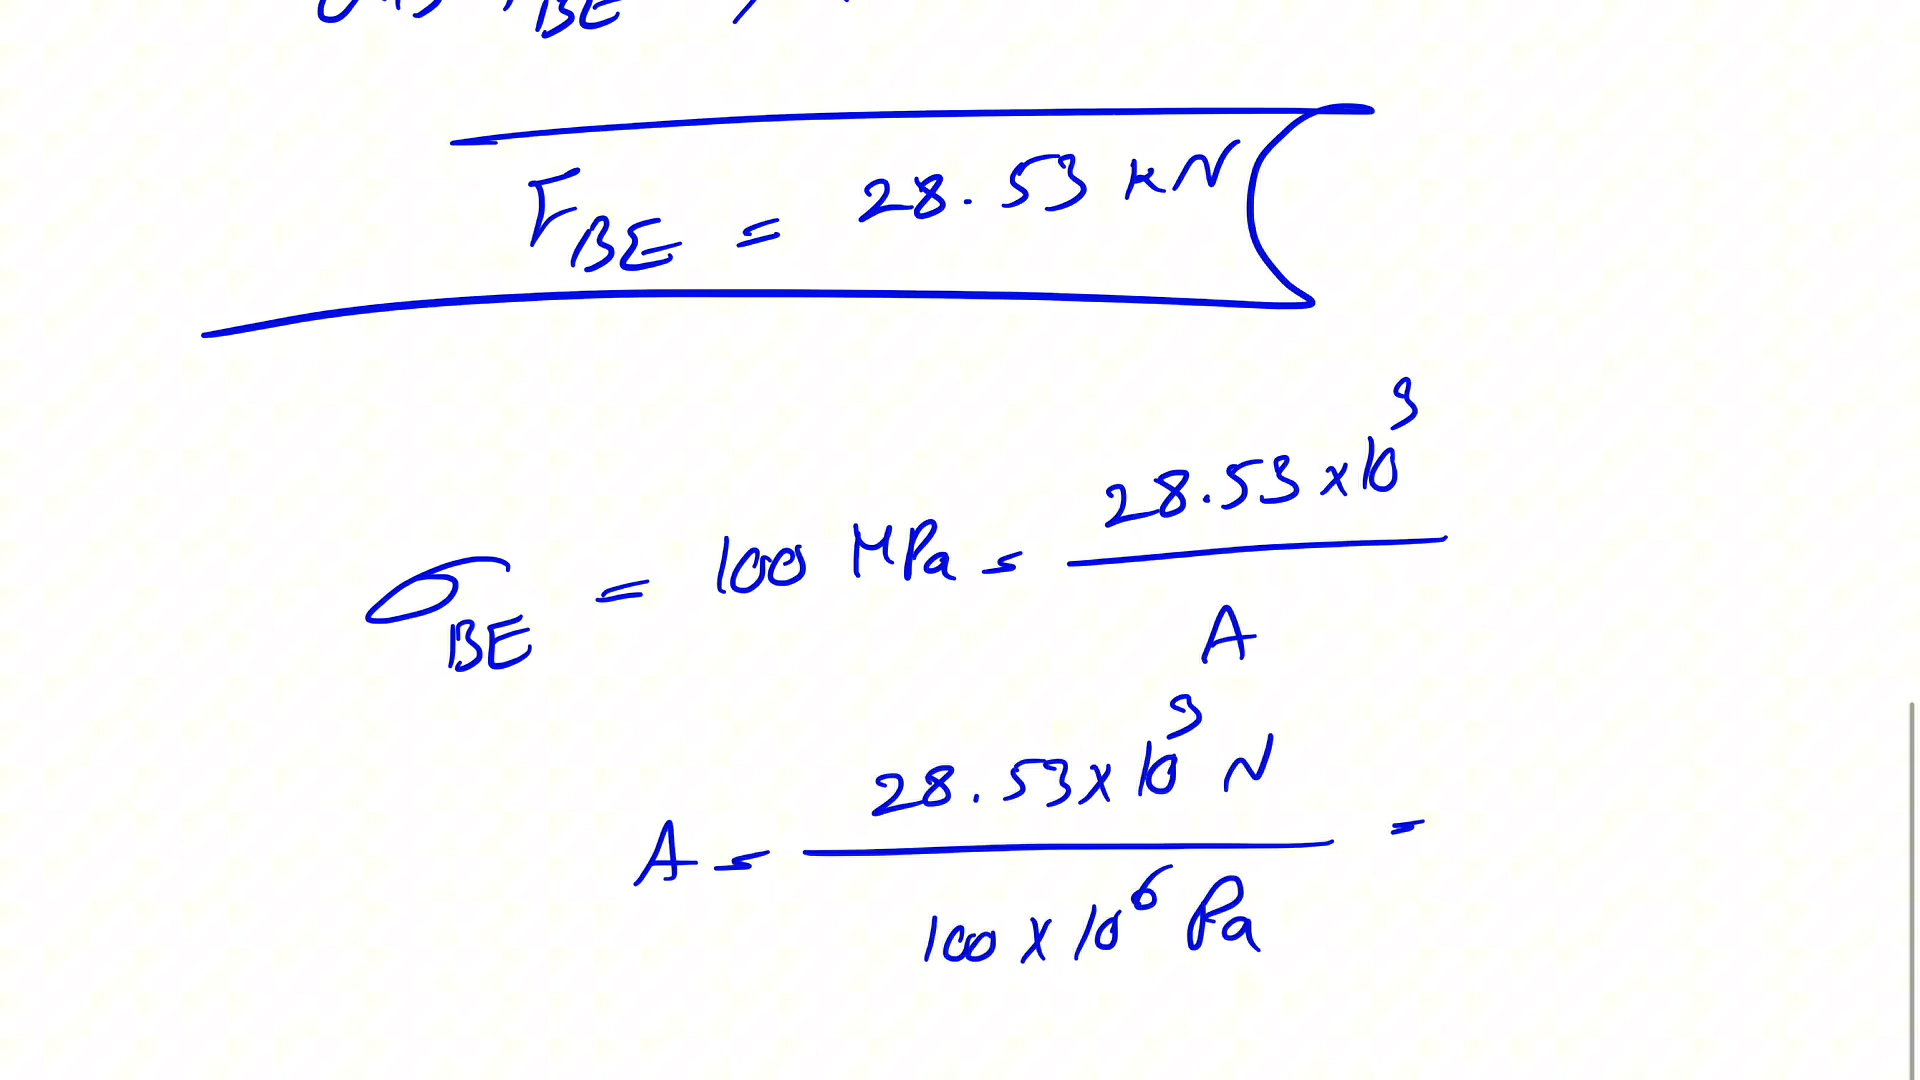 F_BE = 28.53 kN
σ_BE = 100 MPa = 28.53 x 10^3 / A
A = 28.53 x 10^3 N / 100 x 10^6 Pa =